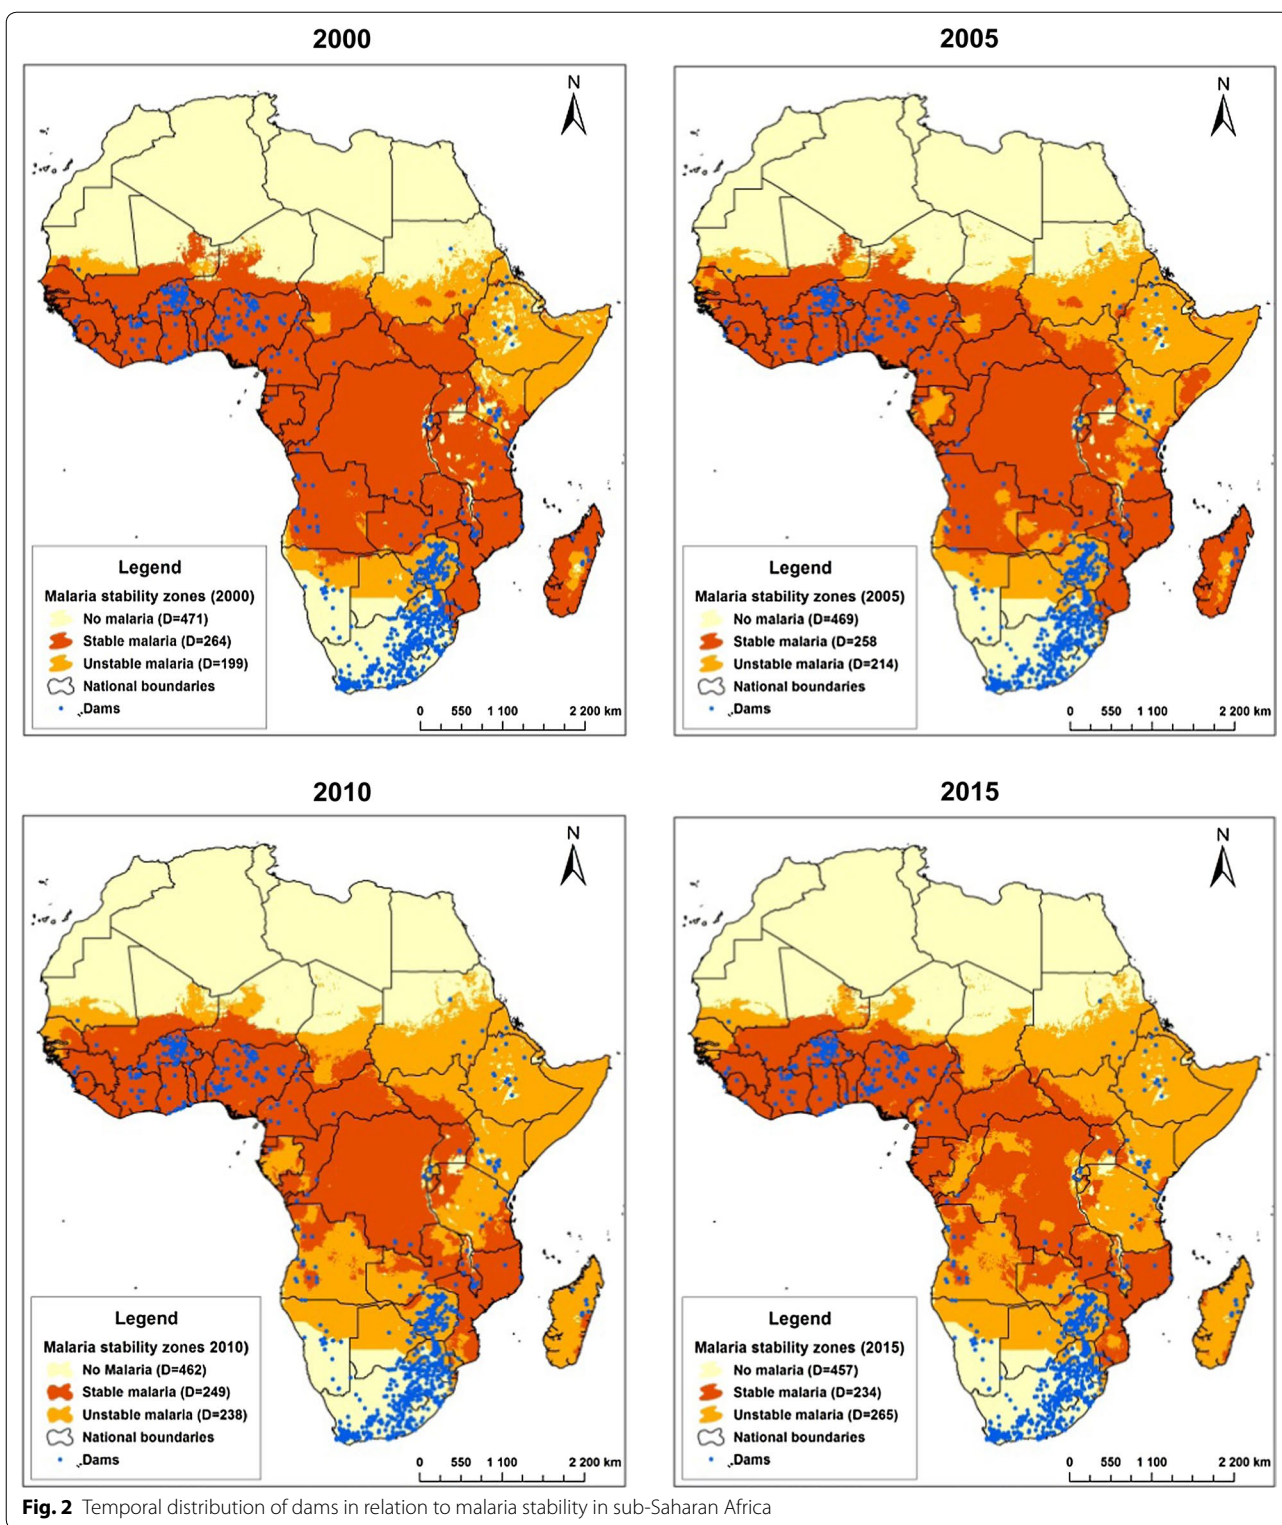 2000
2005
N
N
Legend
Malaria stability zones (2000)
No malaria (D=471)
Stable malaria (D=264)
Unstable malaria (D=199)
National boundaries
Dams
0 550 1 100 2 200 km
Legend
Malaria stability zones (2005)
No malaria (D=469)
Stable malaria (D=258
Unstable malaria (D=214)
National boundaries
Dams
0 550 1 100 2 200 km
2010
2015
N
N
Legend
Malaria stability zones 2010)
No Malaria (D=462)
Stable malaria (D=249)
Unstable malaria (D=238)
National boundaries
Dams
0 550 1 100 2 200 km
Legend
Malaria stability zones (2015)
No malaria (D=457)
Stable malaria (D=234)
Unstable malaria (D=265)
National boundaries
Dams
0 550 1 100 2 200 km
Fig. 2 Temporal distribution of dams in relation to malaria stability in sub-Saharan Africa